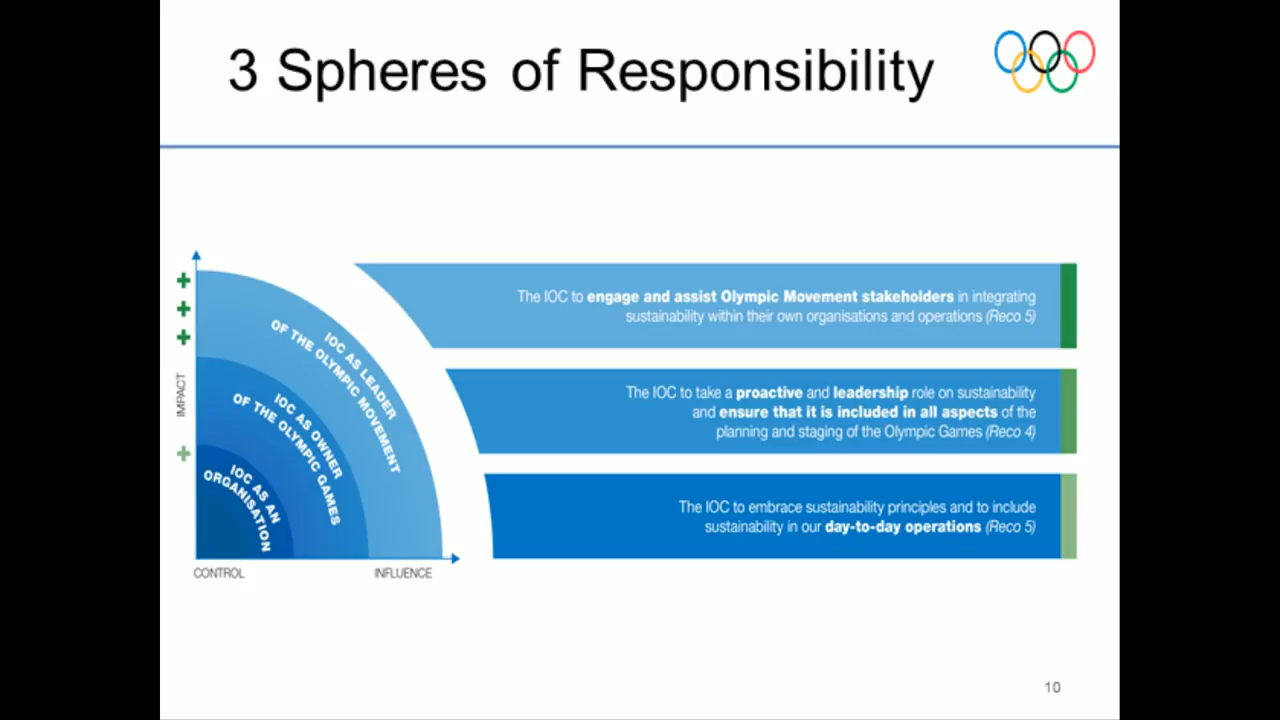 3 Spheres of Responsibility
The IOC to engage and assist Olympic Movement stakeholders in integrating
sustainability within their own organisations and operations (Reco 5)
IOC AS LEADER
OF THE OLYMPIC MOVEMENT
The IOC to take a proactive and leadership role on sustainability
and ensure that it is included in all aspects of the
planning and staging of the Olympic Games (Reco 4)
IMPACT
IOC AS OWNER
OF THE OLYMPIC GAMES
The IOC to embrace sustainability principles and to include
sustainability in our day-to-day operations (Reco 5)
IOC AS AN
ORGANISATION
CONTROL
INFLUENCE
10